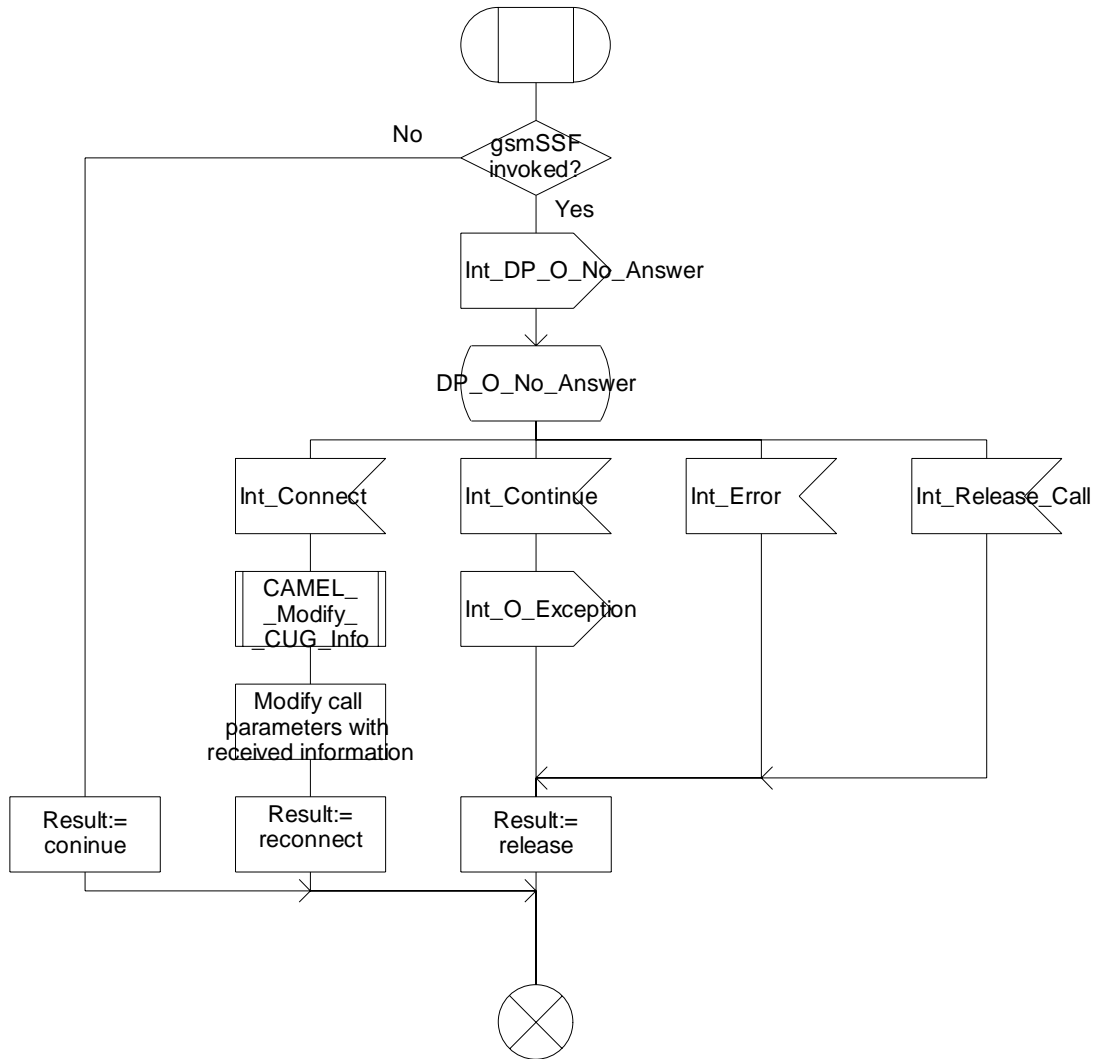 No
gsmSSF
invoked?
Yes
Int_DP_O_No_Answer
DP_O_No_Answer
Int_Connect
Int_Continue
Int_Error
Int_Release_Call
CAMEL_
_Modify_
_CUG_Info
Int_O_Exception
Modify call
parameters with
received information
Result:=
coninue
Result:=
reconnect
Result:=
release